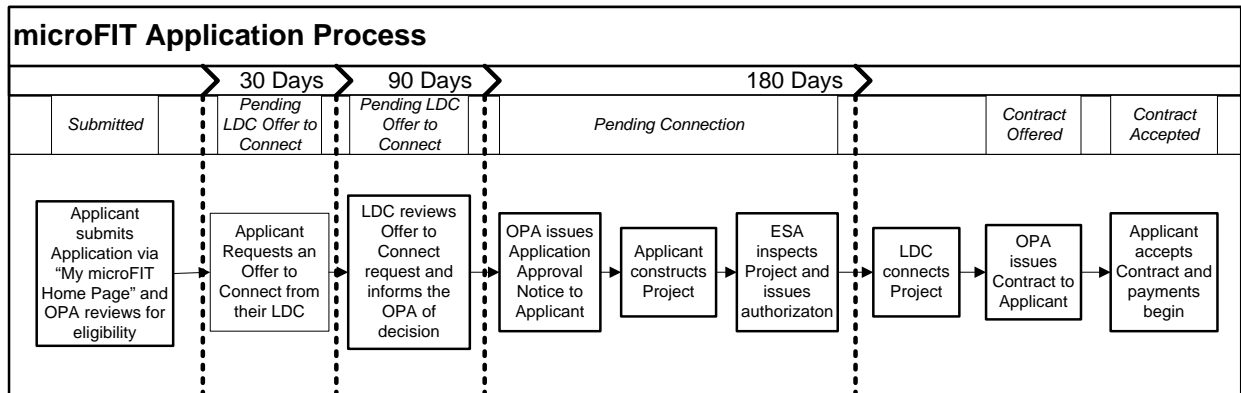 microFIT Application Process
30 Days
90 Days
180 Days
Submitted
Pending
LDC Offer to
Connect
Pending LDC
Offer to
Connect
Pending Connection
Contract
Offered
Contract
Accepted
Applicant
submits
Application via
“My microFIT
Home Page” and
OPA reviews for
eligibility
Applicant
Requests an
Offer to
Connect from
their LDC
LDC reviews
Offer to
Connect
request and
informs the
OPA of
decision
OPA issues
Application
Approval
Notice to
Applicant
Applicant
constructs
Project
ESA
inspects
Project and
issues
authorizaton
LDC
connects
Project
OPA
issues
Contract to
Applicant
Applicant
accepts
Contract and
payments
begin